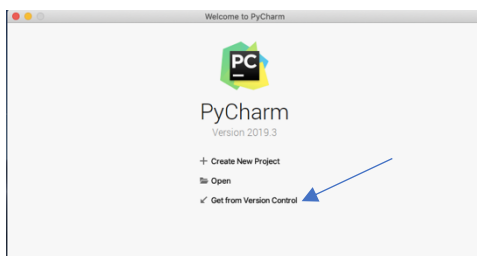 Welcome to PyCharm
PC
PyCharm
Version 2019.3
Create New Project
Open
Get from Version Control